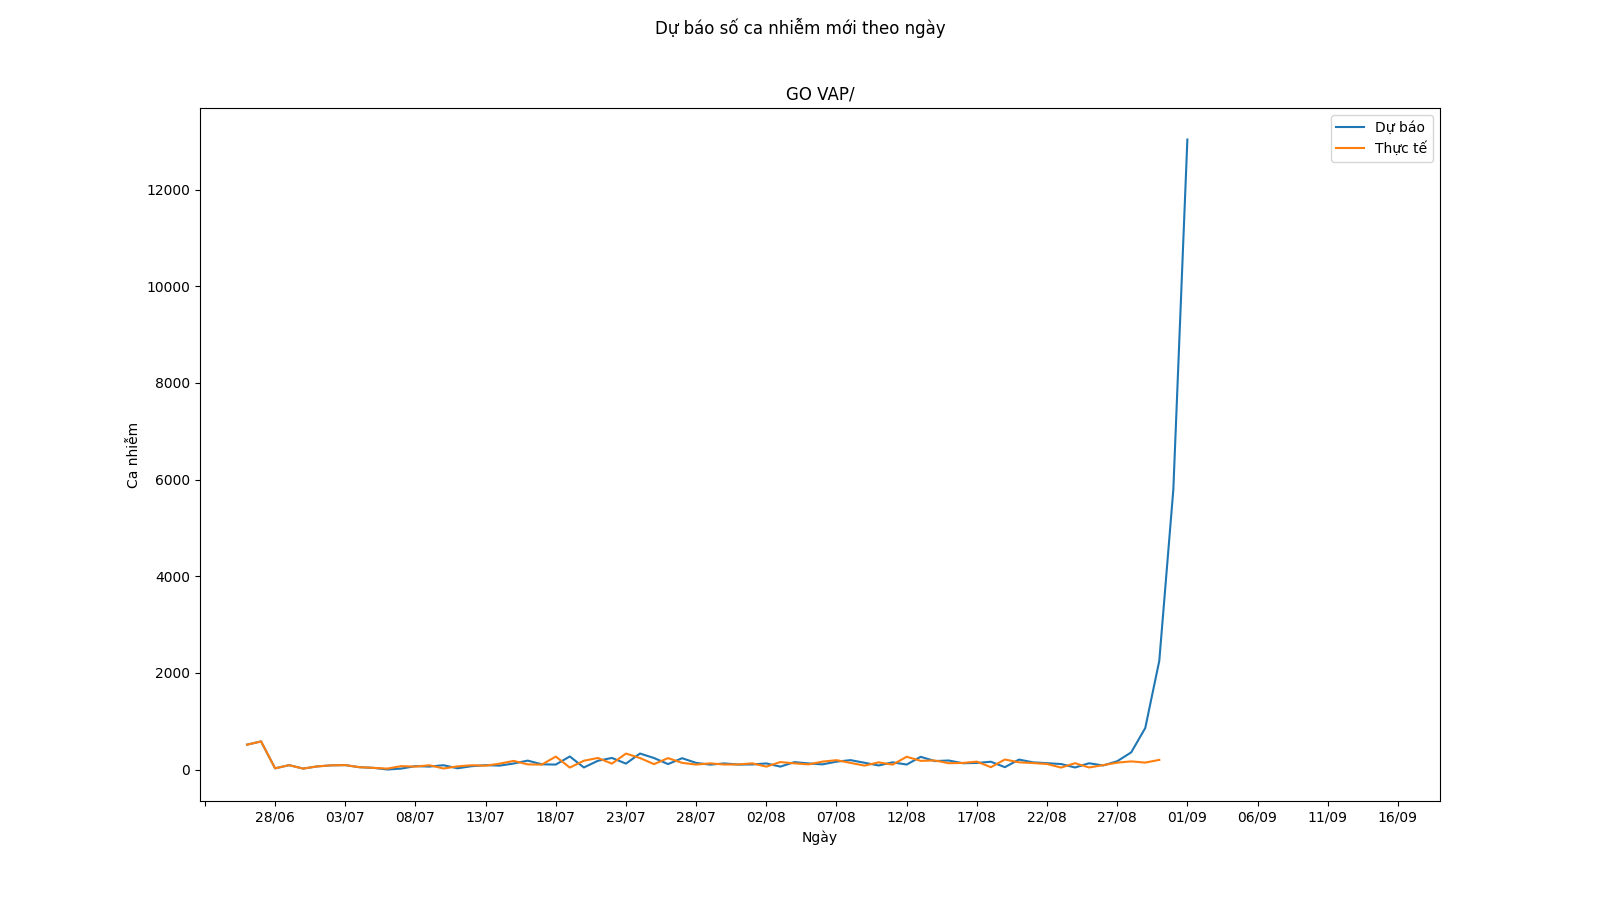 Dự báo số ca nhiễm mới theo ngày
GO VAP/
Dự báo
Thực tế
12000
10000
8000
6000
4000
2000
0
Ca nhiễm
28/06 03/07 08/07 13/07 18/07 23/07 28/07 02/08 07/08 12/08 17/08 22/08 27/08 01/09 06/09 11/09 16/09
Ngày